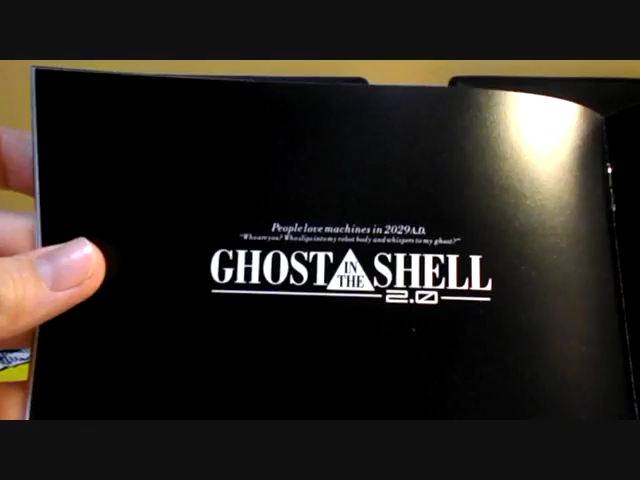 People love machines in 2029 A.D.
"Who are you? Who slips into my robot body and whispers to my ghost?"
GHOST IN THE SHELL
2.0